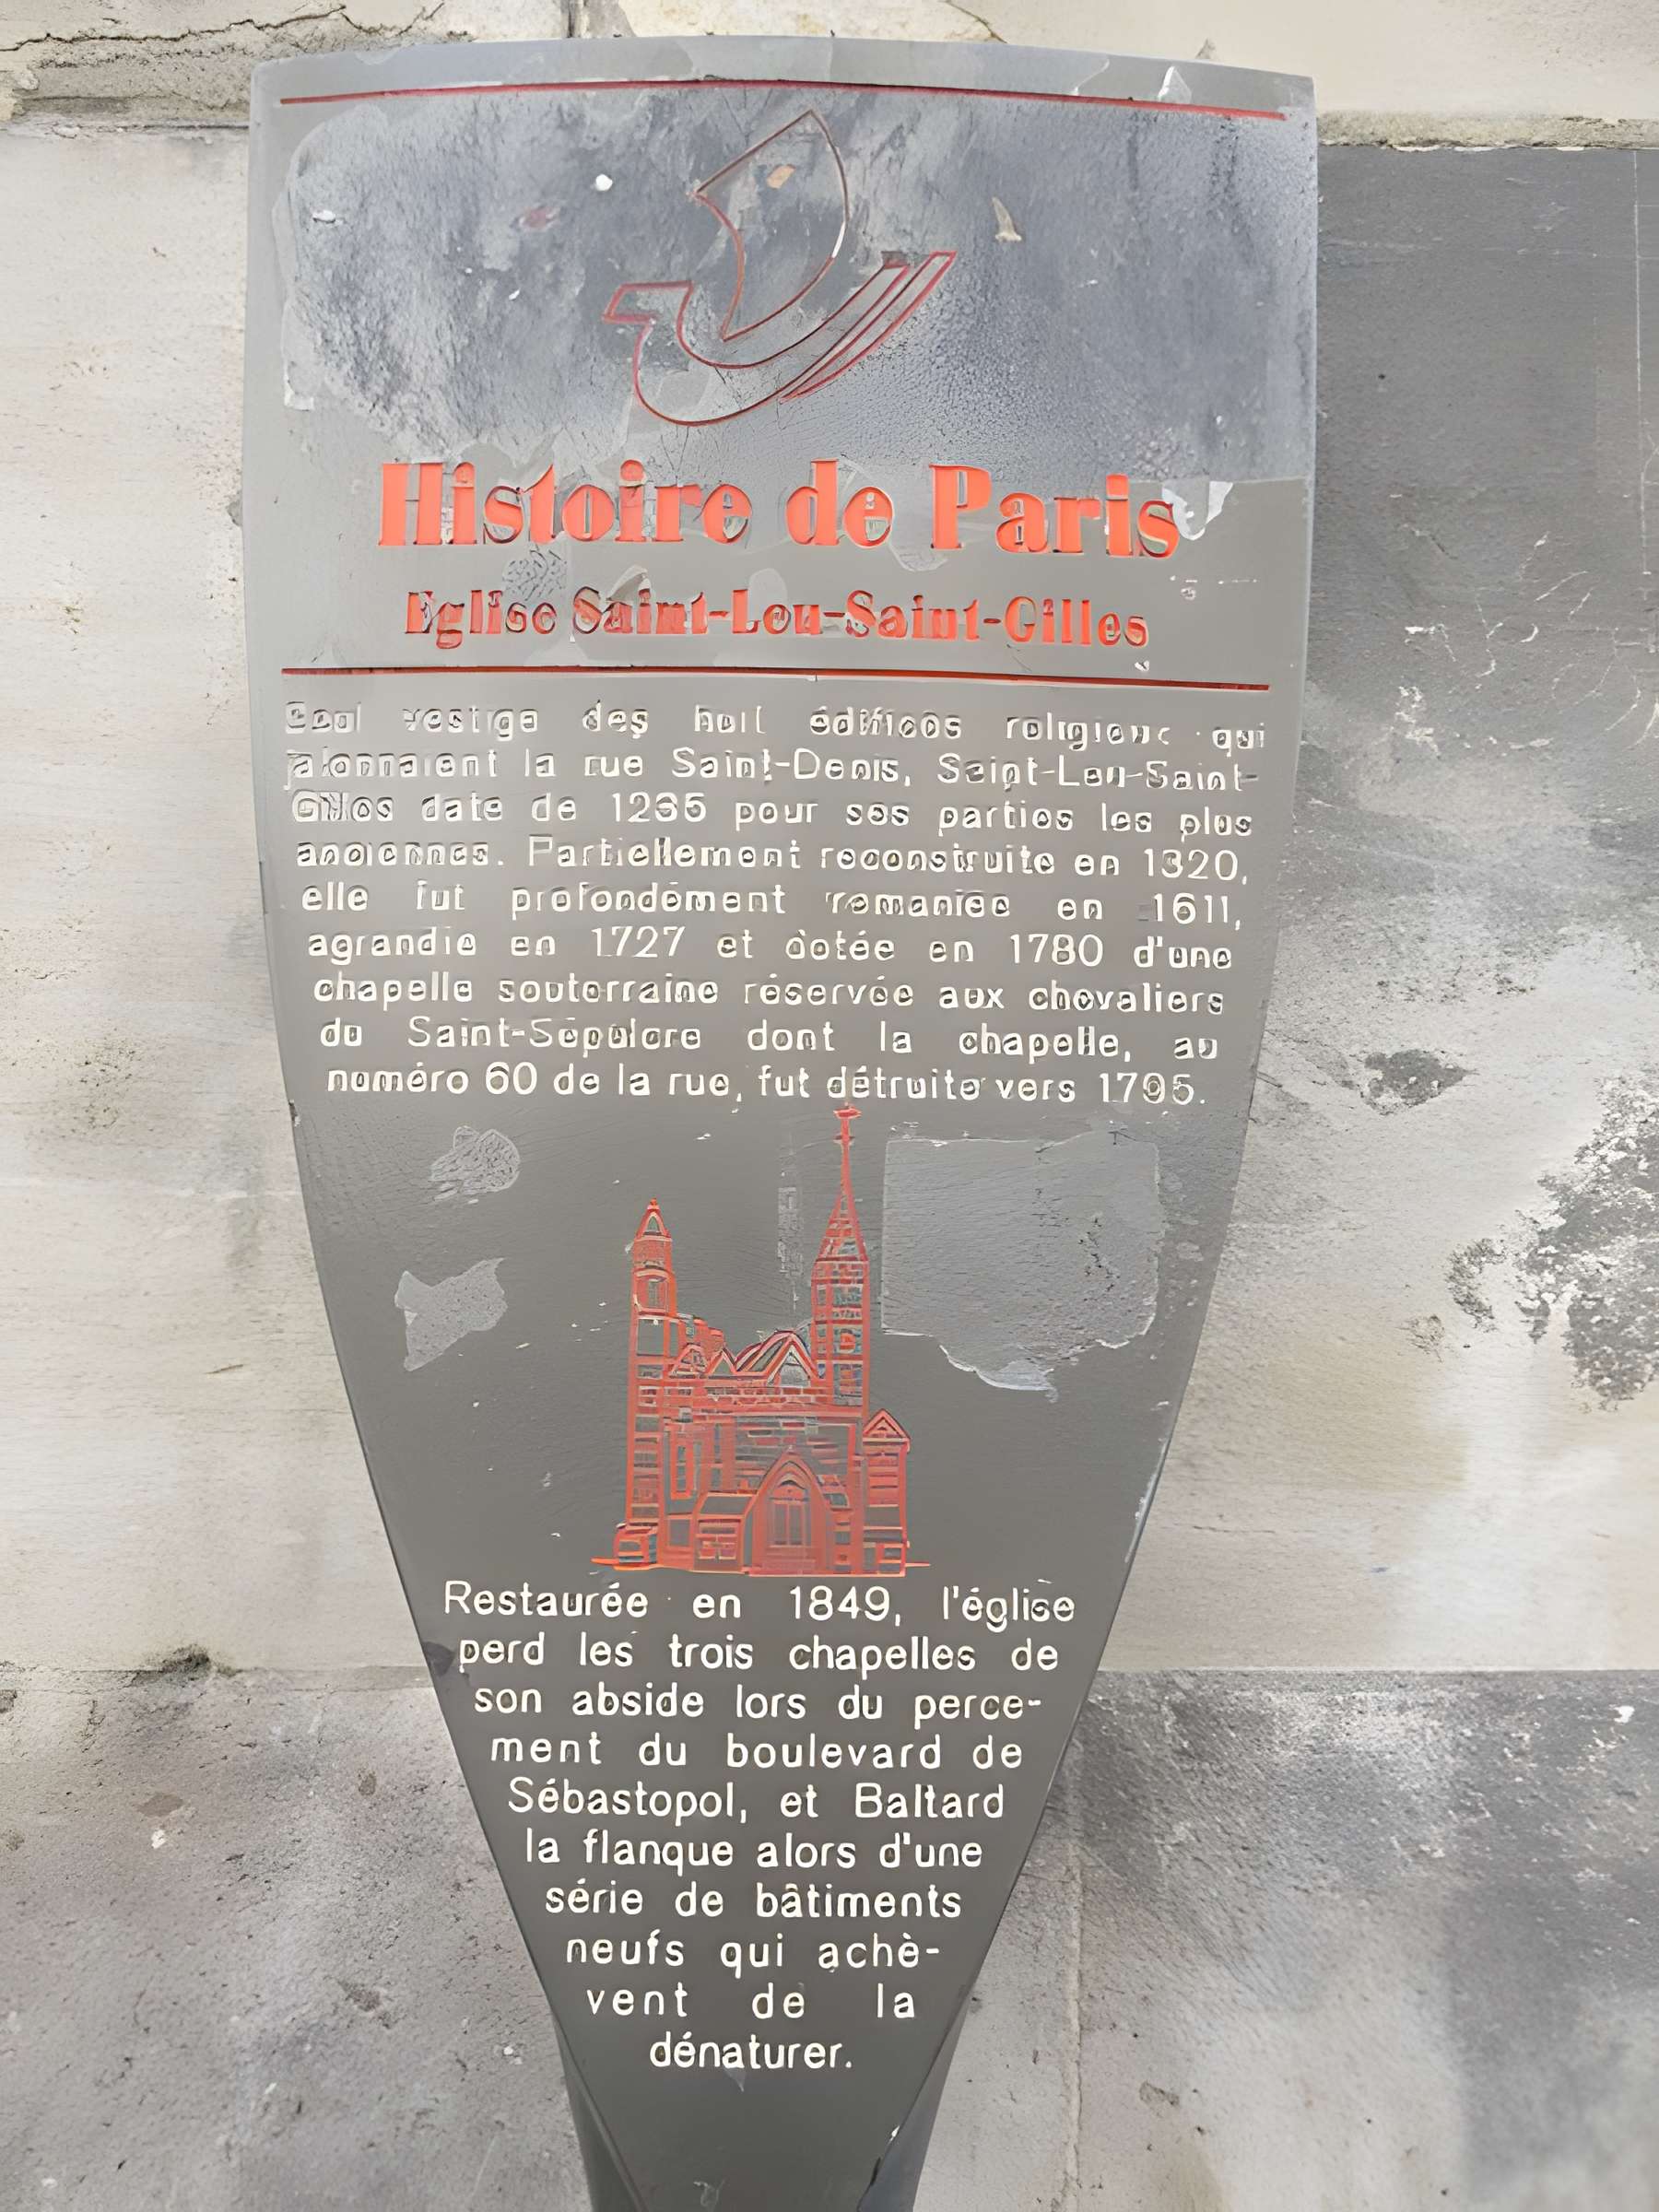 Histoire de Paris
Eglise Saint-Leu-Saint-Gilles
Seul vestige des huit édifices religieux qui
jalonnaient la rue Saint-Denis, Saint-Leu-Saint-
Gilles date de 1235 pour ses parties les plus
anciennes. Partiellement reconstruite en 1320,
elle fut profondément remaniée en 1611,
agrandie en 1727 et dotée en 1780 d'une
chapelle souterraine réservée aux chevaliers
du Saint-Sépulcre dont la chapelle, au
numéro 60 de la rue, fut détruite vers 1795.
Restaurée en 1849, l'église
perd les trois chapelles de
son abside lors du perce-
ment du boulevard de
Sébastopol, et Baltard
la flanque alors d'une
série de bâtiments
neufs qui achè-
vent de la
dénaturer.